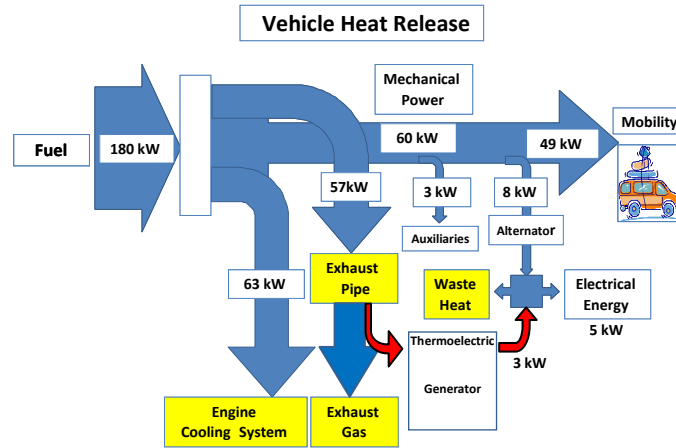 Vehicle Heat Release
Mechanical
Power
Mobility
Fuel
180 kW
60 kW
49 kW
57kW
3 kW
8 kW
Auxiliaries
Alternator
63 kW
Exhaust
Pipe
Waste
Heat
Electrical
Energy
5 kW
Thermoelectric
Generator
3 kW
Engine
Cooling System
Exhaust
Gas